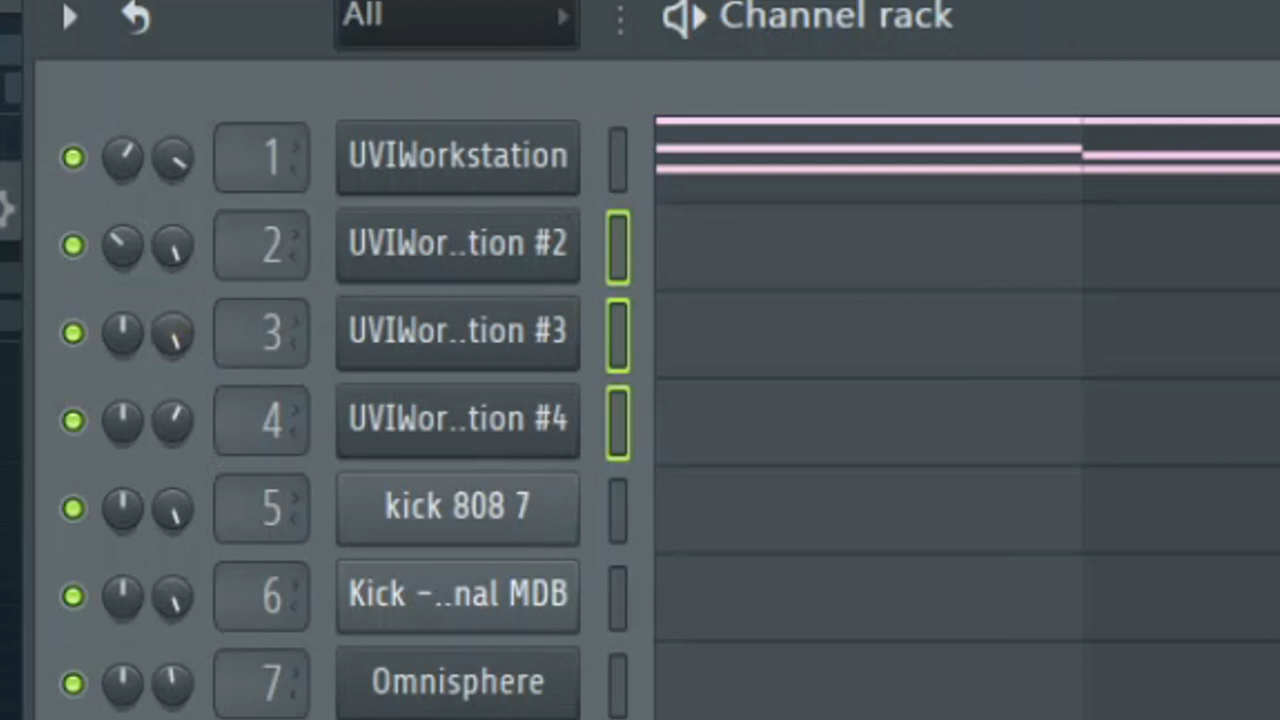 All
Channel rack
1 UVIWorkstation
2 UVIWor..tion #2
3 UVIWor..tion #3
4 UVIWor..tion #4
5 kick 808 7
6 Kick -..nal MDB
7 Omnisphere